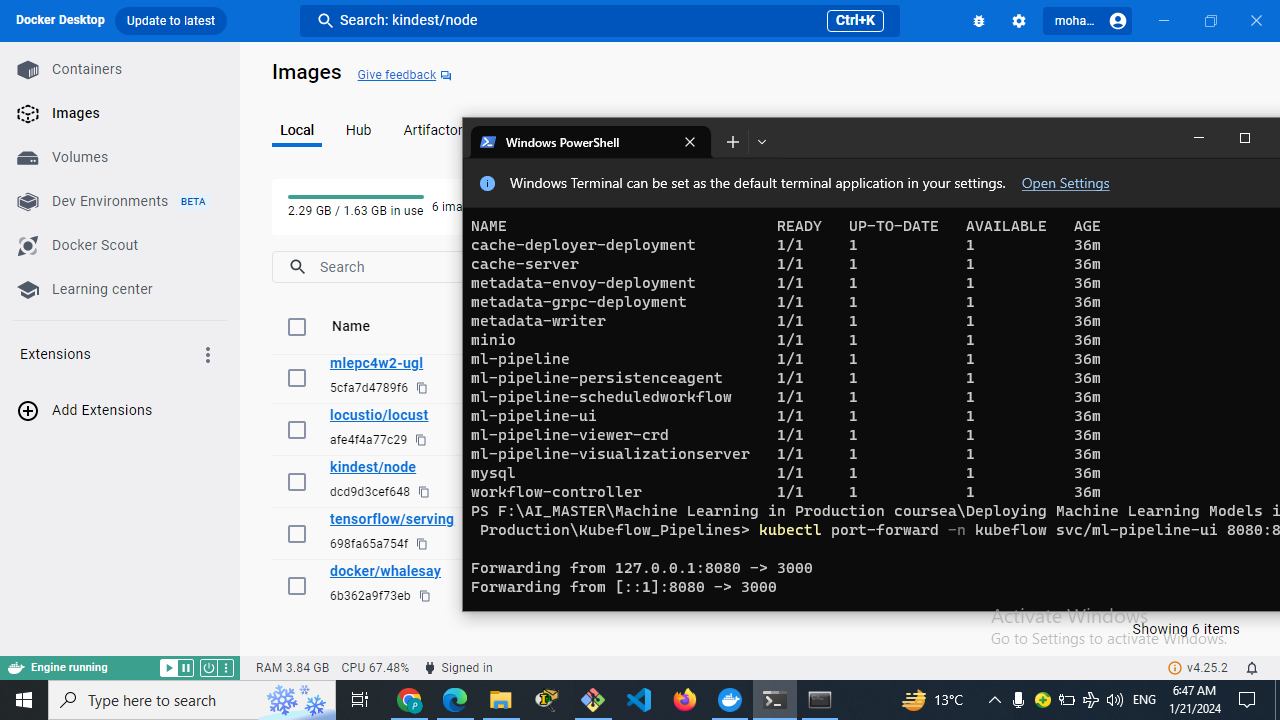 Docker Desktop
Update to latest
Search: kindest/node
Ctrl+K
moha...
Containers
Images
Volumes
Dev Environments BETA
Docker Scout
Learning center
Extensions
Add Extensions
Images
Give feedback
Local Hub Artifactor
2.29 GB / 1.63 GB in use 6 ima
Search
Name
mlepc4w2-ugl
5cfa7d4789f6
locustio/locust
afe4f4a77c29
kindest/node
dcd9d3cef648
tensorflow/serving
698fa65a754f
docker/whalesay
6b362a9f73eb
Windows PowerShell
Windows Terminal can be set as the default terminal application in your settings. Open Settings
NAME READY UP-TO-DATE AVAILABLE AGE
cache-deployer-deployment 1/1 1 1 36m
cache-server 1/1 1 1 36m
metadata-envoy-deployment 1/1 1 1 36m
metadata-grpc-deployment 1/1 1 1 36m
metadata-writer 1/1 1 1 36m
minio 1/1 1 1 36m
ml-pipeline 1/1 1 1 36m
ml-pipeline-persistenceagent 1/1 1 1 36m
ml-pipeline-scheduledworkflow 1/1 1 1 36m
ml-pipeline-ui 1/1 1 1 36m
ml-pipeline-viewer-crd 1/1 1 1 36m
ml-pipeline-visualizationserver 1/1 1 1 36m
mysql 1/1 1 1 36m
workflow-controller 1/1 1 1 36m
PS F:\AI_MASTER\Machine Learning in Production coursea\Deploying Machine Learning Models i
Production\Kubeflow_Pipelines> kubectl port-forward -n kubeflow svc/ml-pipeline-ui 8080:8
Forwarding from 127.0.0.1:8080 -> 3000
Forwarding from [::1]:8080 -> 3000
Activate Windows
Go to Settings to activate Windows.
Showing 6 items
Engine running
RAM 3.84 GB CPU 67.48% Signed in
v4.25.2
Type here to search
13°C
ENG
6:47 AM
1/21/2024